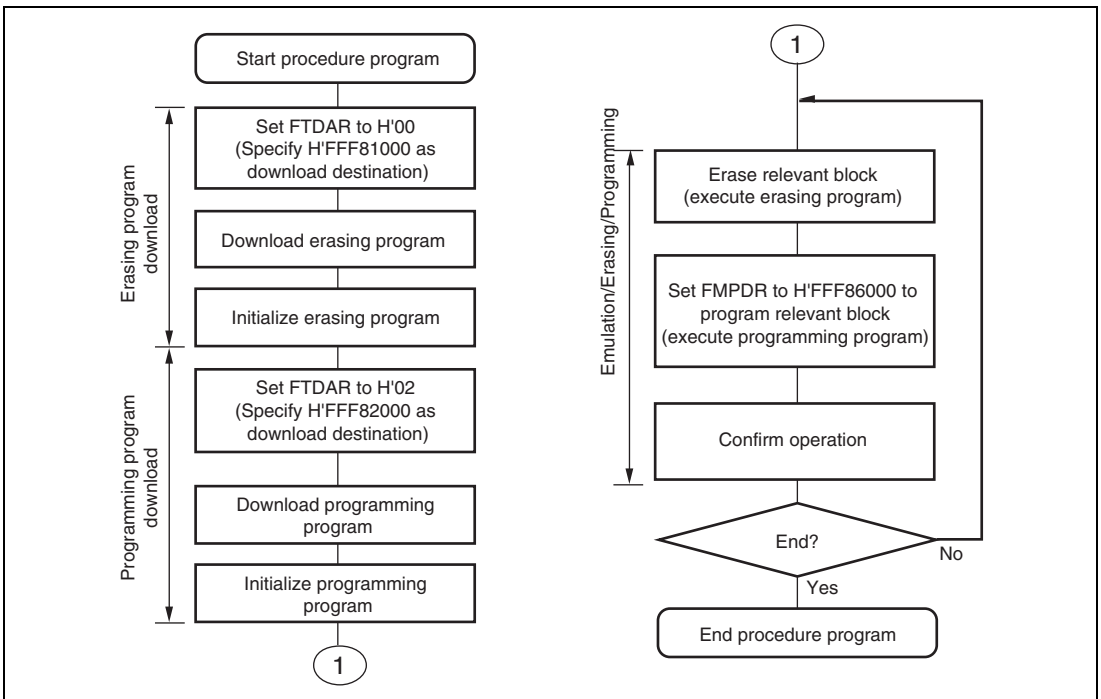 Start procedure program
Erasing program
download
Set FTDAR to H'00
(Specify H'FFF81000 as
download destination)
Download erasing program
Initialize erasing program
Programming program
download
Set FTDAR to H'02
(Specify H'FFF82000 as
download destination)
Download programming
program
Initialize programming
program
1
1
Emulation/Erasing/Programming
Erase relevant block
(execute erasing program)
Set FMPDR to H'FFF86000 to
program relevant block
(execute programming program)
Confirm operation
End?
No
Yes
End procedure program